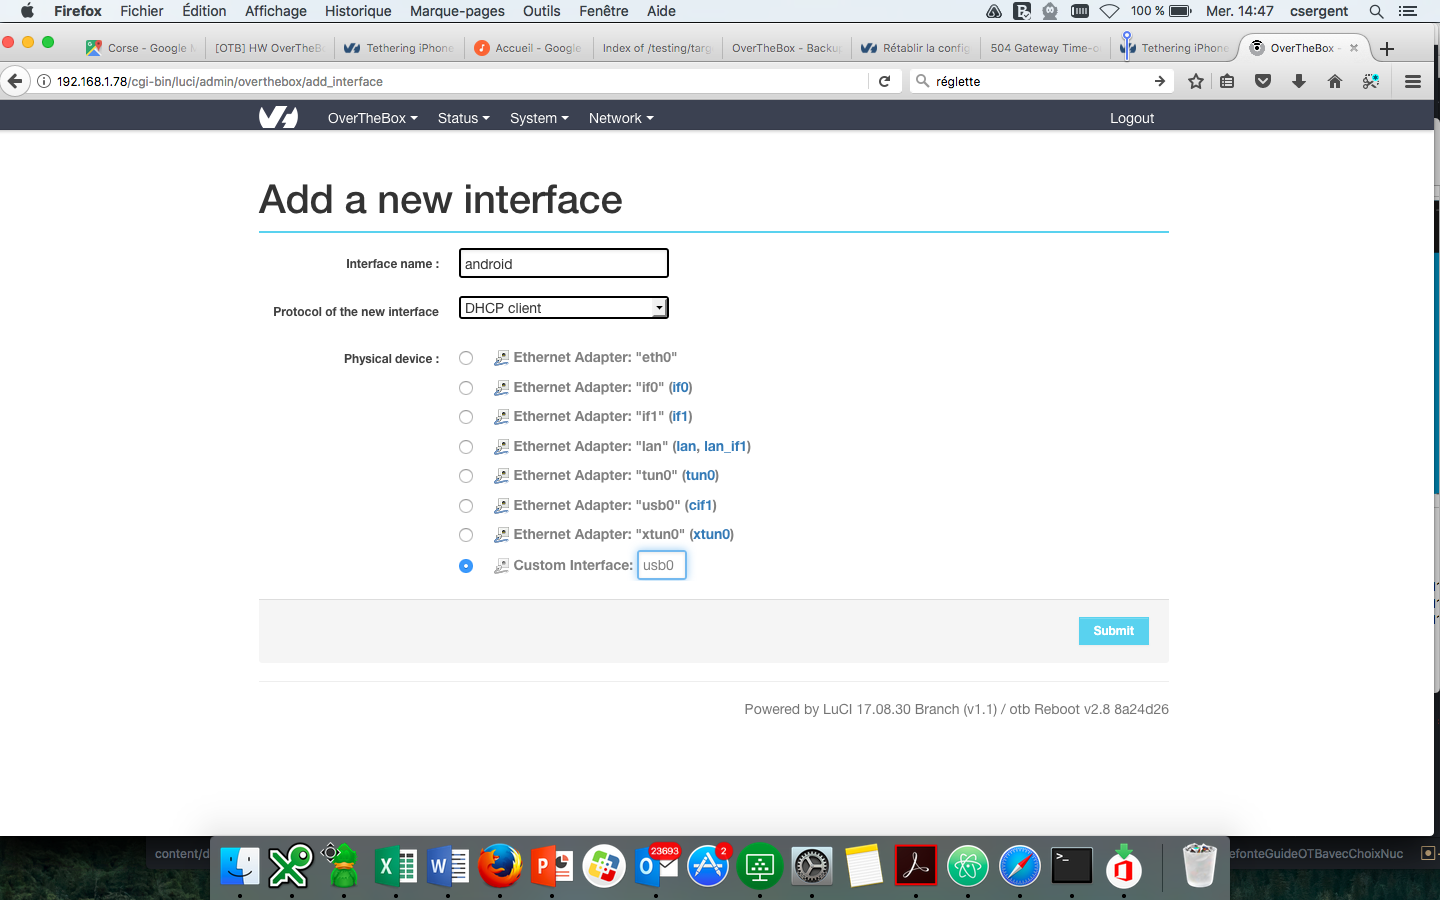 Firefox Fichier Édition Affichage Historique Marque-pages Outils Fenêtre Aide 100 % Mer. 14:47 csergent
Corse - Google M [OTB] HW OverTheBo Tethering iPhone Accueil - Google Index of /testing/targ OverTheBox - Backup Rétablir la config 504 Gateway Time-o Tethering iPhone OverTheBox -
192.168.1.78/cgi-bin/luci/admin/overthebox/add_interface réglette
OverTheBox Status System Network Logout
Add a new interface
Interface name : android
Protocol of the new interface DHCP client
Physical device : Ethernet Adapter: "eth0"
Ethernet Adapter: "if0" (if0)
Ethernet Adapter: "if1" (if1)
Ethernet Adapter: "lan" (lan, lan_if1)
Ethernet Adapter: "tun0" (tun0)
Ethernet Adapter: "usb0" (cif1)
Ethernet Adapter: "xtun0" (xtun0)
Custom Interface: usb0
Submit
Powered by LuCI 17.08.30 Branch (v1.1) / otb Reboot v2.8 8a24d26
content/d efonteGuideOTBavecChoixNuc
23693 2